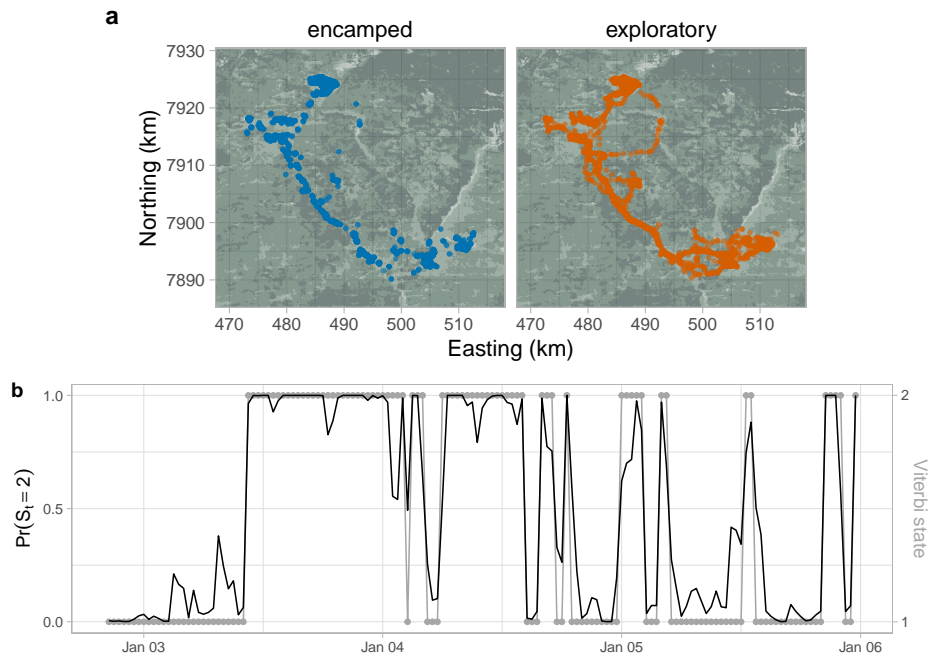 a
encamped
exploratory
7930
7920
7910
7900
7890
Northing (km)
470
480
490
500
510
470
480
490
500
510
Easting (km)
b
1.0
0.5
0.0
Pr(Sₜ = 2)
2
1
Viterbi state
Jan 03
Jan 04
Jan 05
Jan 06